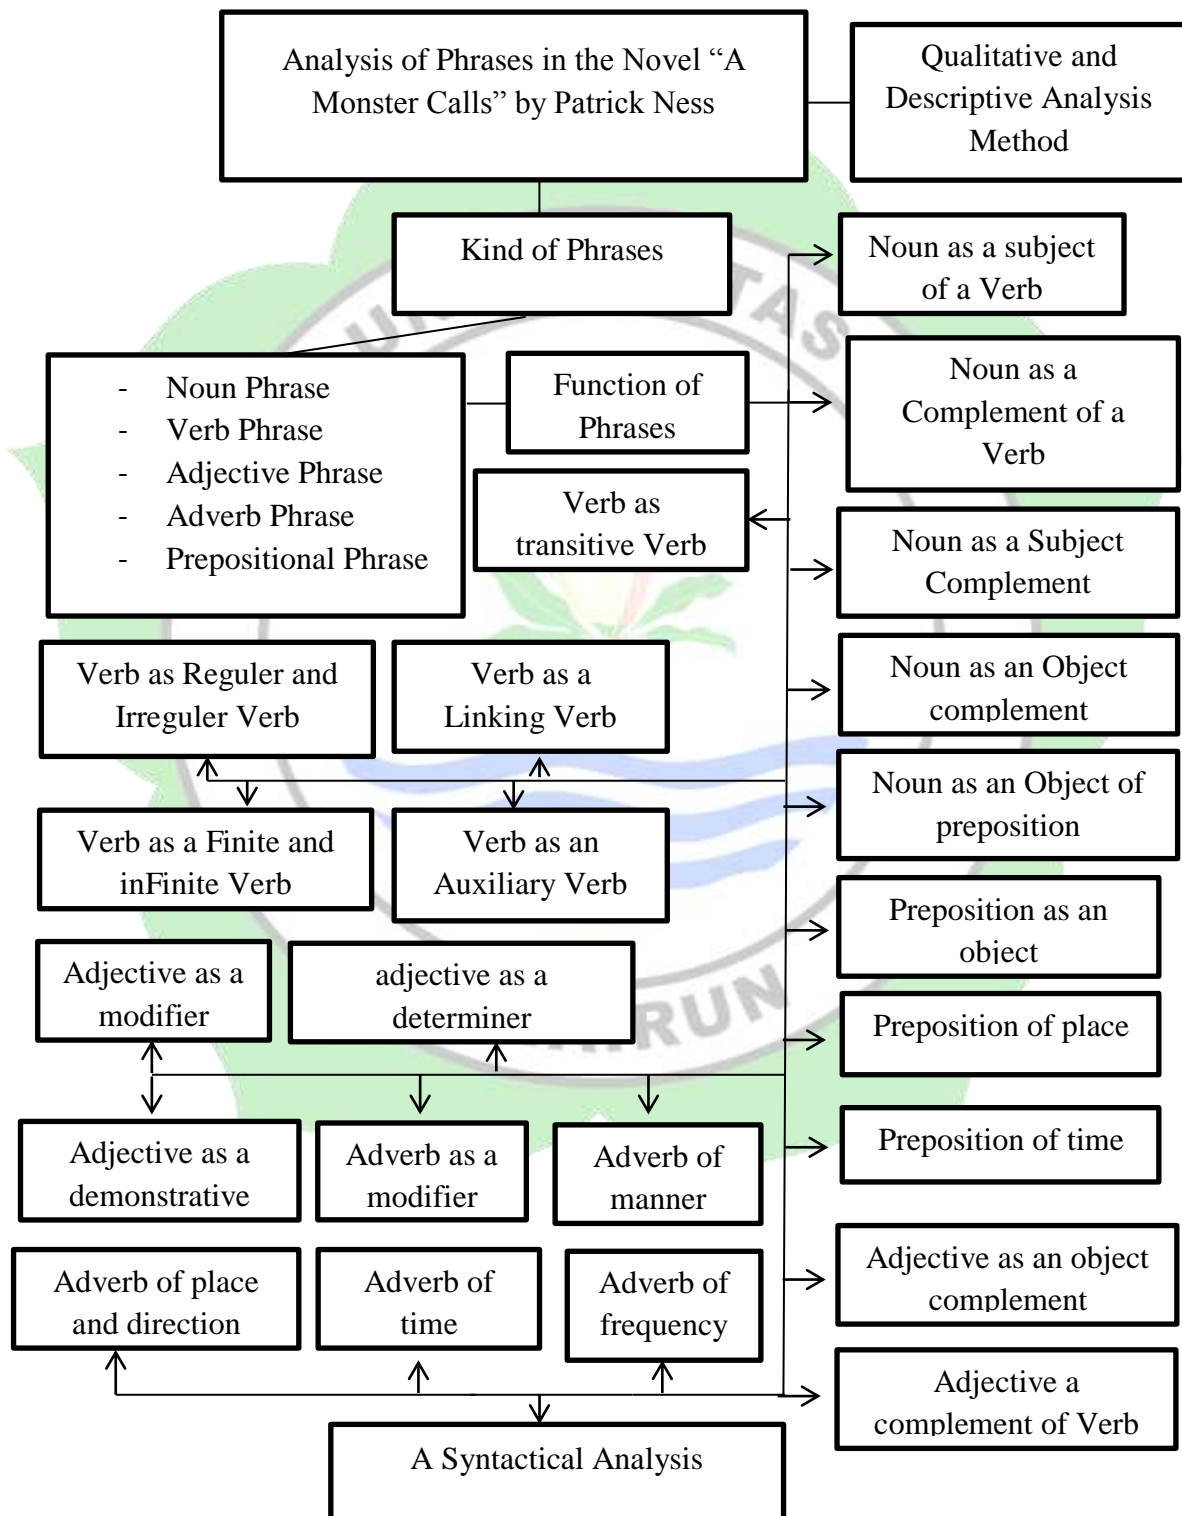 Analysis of Phrases in the Novel “A
Monster Calls” by Patrick Ness
Qualitative and
Descriptive Analysis
Method
Kind of Phrases
Noun as a subject
of a Verb
- Noun Phrase
- Verb Phrase
- Adjective Phrase
- Adverb Phrase
- Prepositional Phrase
Function of
Phrases
Noun as a
Complement of a
Verb
Verb as
transitive Verb
Noun as a Subject
Complement
Verb as Reguler and
Irreguler Verb
Verb as a
Linking Verb
Noun as an Object
complement
Verb as a Finite and
inFinite Verb
Verb as an
Auxiliary Verb
Noun as an Object of
preposition
Preposition as an
object
Adjective as a
modifier
adjective as a
determiner
Preposition of place
Adjective as a
demonstrative
Adverb as a
modifier
Adverb of
manner
Preposition of time
Adverb of place
and direction
Adverb of
time
Adverb of
frequency
Adjective as an object
complement
Adjective a
complement of Verb
A Syntactical Analysis
TAS
RUN